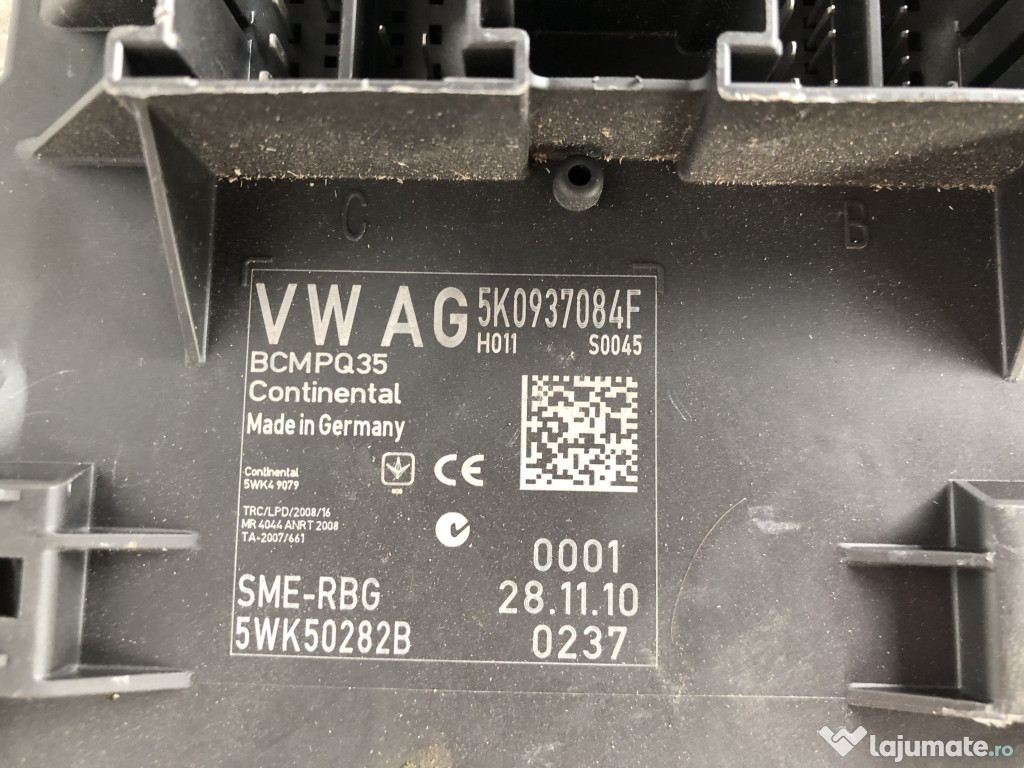 C
B
VW AG 5K0937084F
H011 S0045
BCMPQ35
Continental
Made in Germany
Continental
5WK4 9079
CE
TRC/LPD/2008/16
MR 4044 ANRT 2008
TA-2007/661
0001
SME-RBG 28.11.10
5WK50282B 0237
lajumate.ro